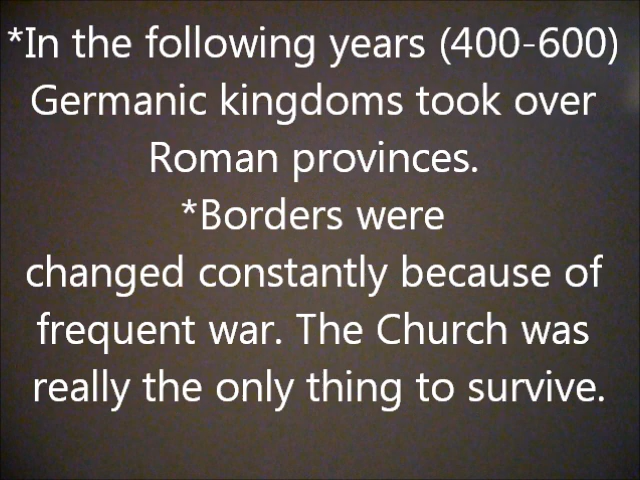 *In the following years (400-600)
Germanic kingdoms took over
Roman provinces.
*Borders were
changed constantly because of
frequent war. The Church was
really the only thing to survive.